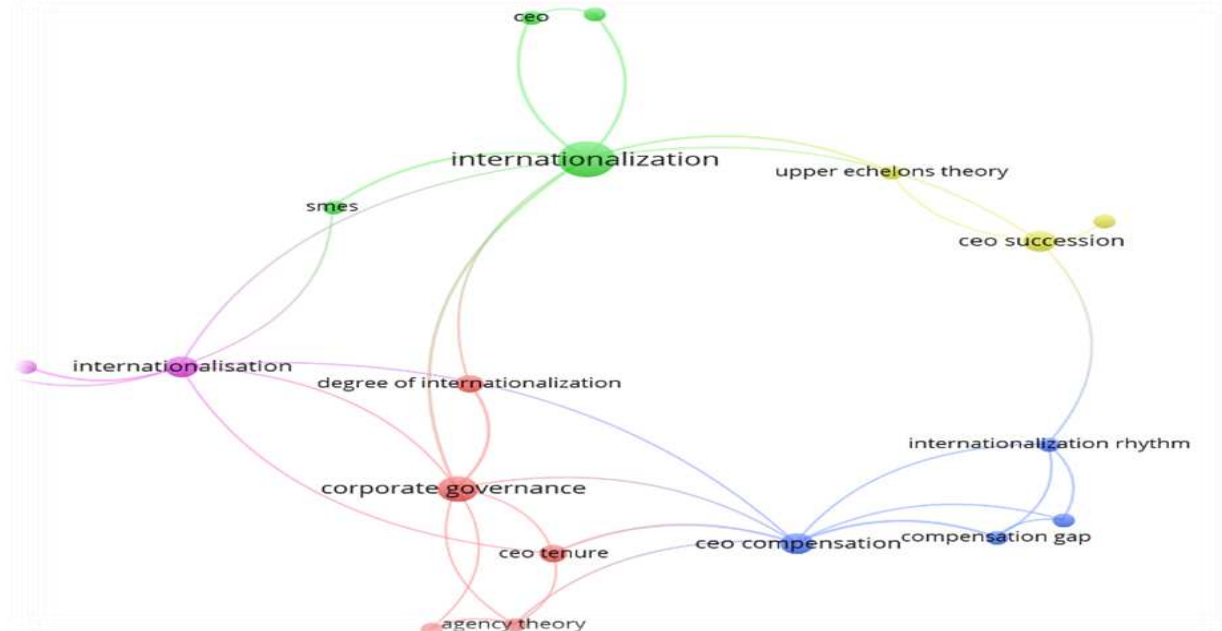 ceo
internationalization
upper echelons theory
smes
ceo succession
internationalisation
degree of internationalization
internationalization rhythm
corporate governance
compensation gap
ceo compensation
ceo tenure
agency theory